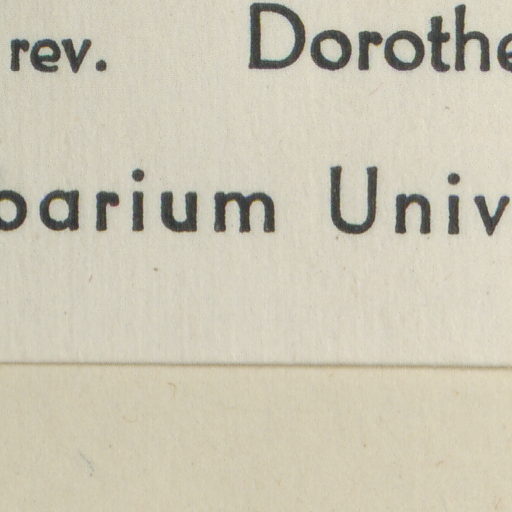 rev. Dorothe
barium Univ